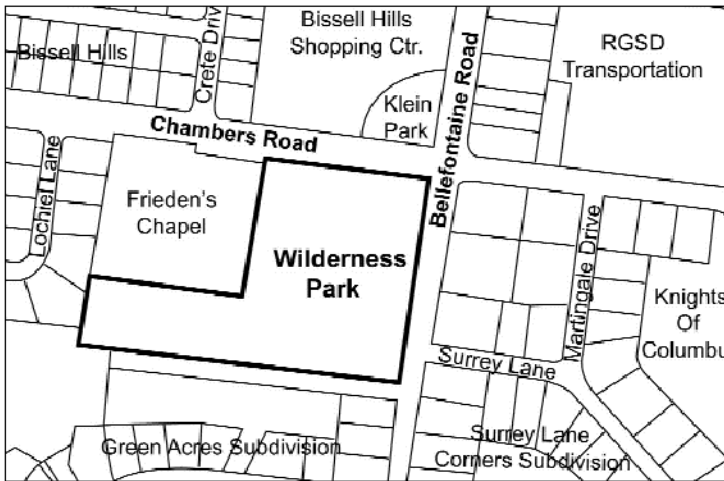 Bissell Hills
Crete Drive
Bissell Hills
Shopping Ctr.
Bellefontaine Road
RGSD
Transportation
Klein
Park
Chambers Road
Lochiel Lane
Frieden's
Chapel
Wilderness
Park
Martingale Drive
Knights
Of
Columbu
Surrey Lane
Green Acres Subdivision
Surrey Lane
Corners Subdivision